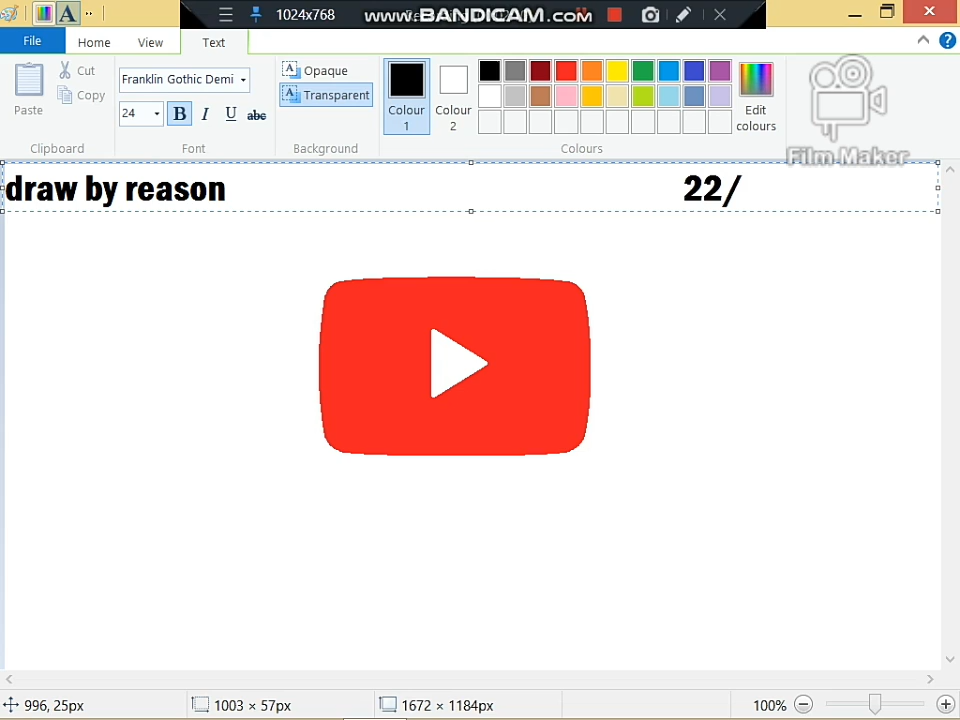 1024x768
www.BANDICAM.com
File
Home
View
Text
Paste
Cut
Copy
Clipboard
Franklin Gothic Demi
24
B
I
U
abc
Font
Opaque
Transparent
Background
Colour 1
Colour 2
Edit colours
Colours
Film Maker
draw by reason 22/
996, 25px
1003 × 57px
1672 × 1184px
100%